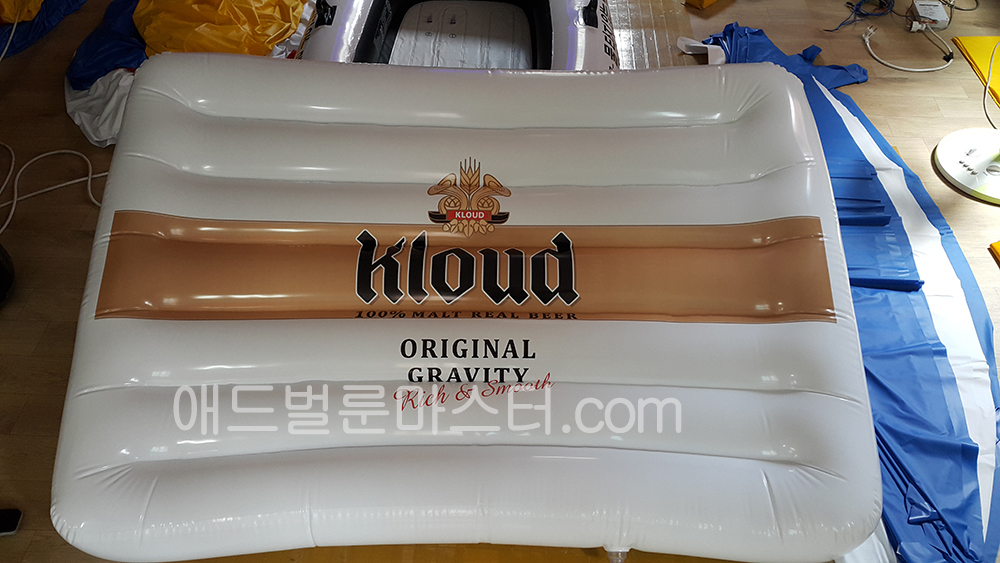 KLOUD
Kloud
100% MALT REAL BEER
ORIGINAL
GRAVITY
Rich & Smooth
애드벌룬마스터.com